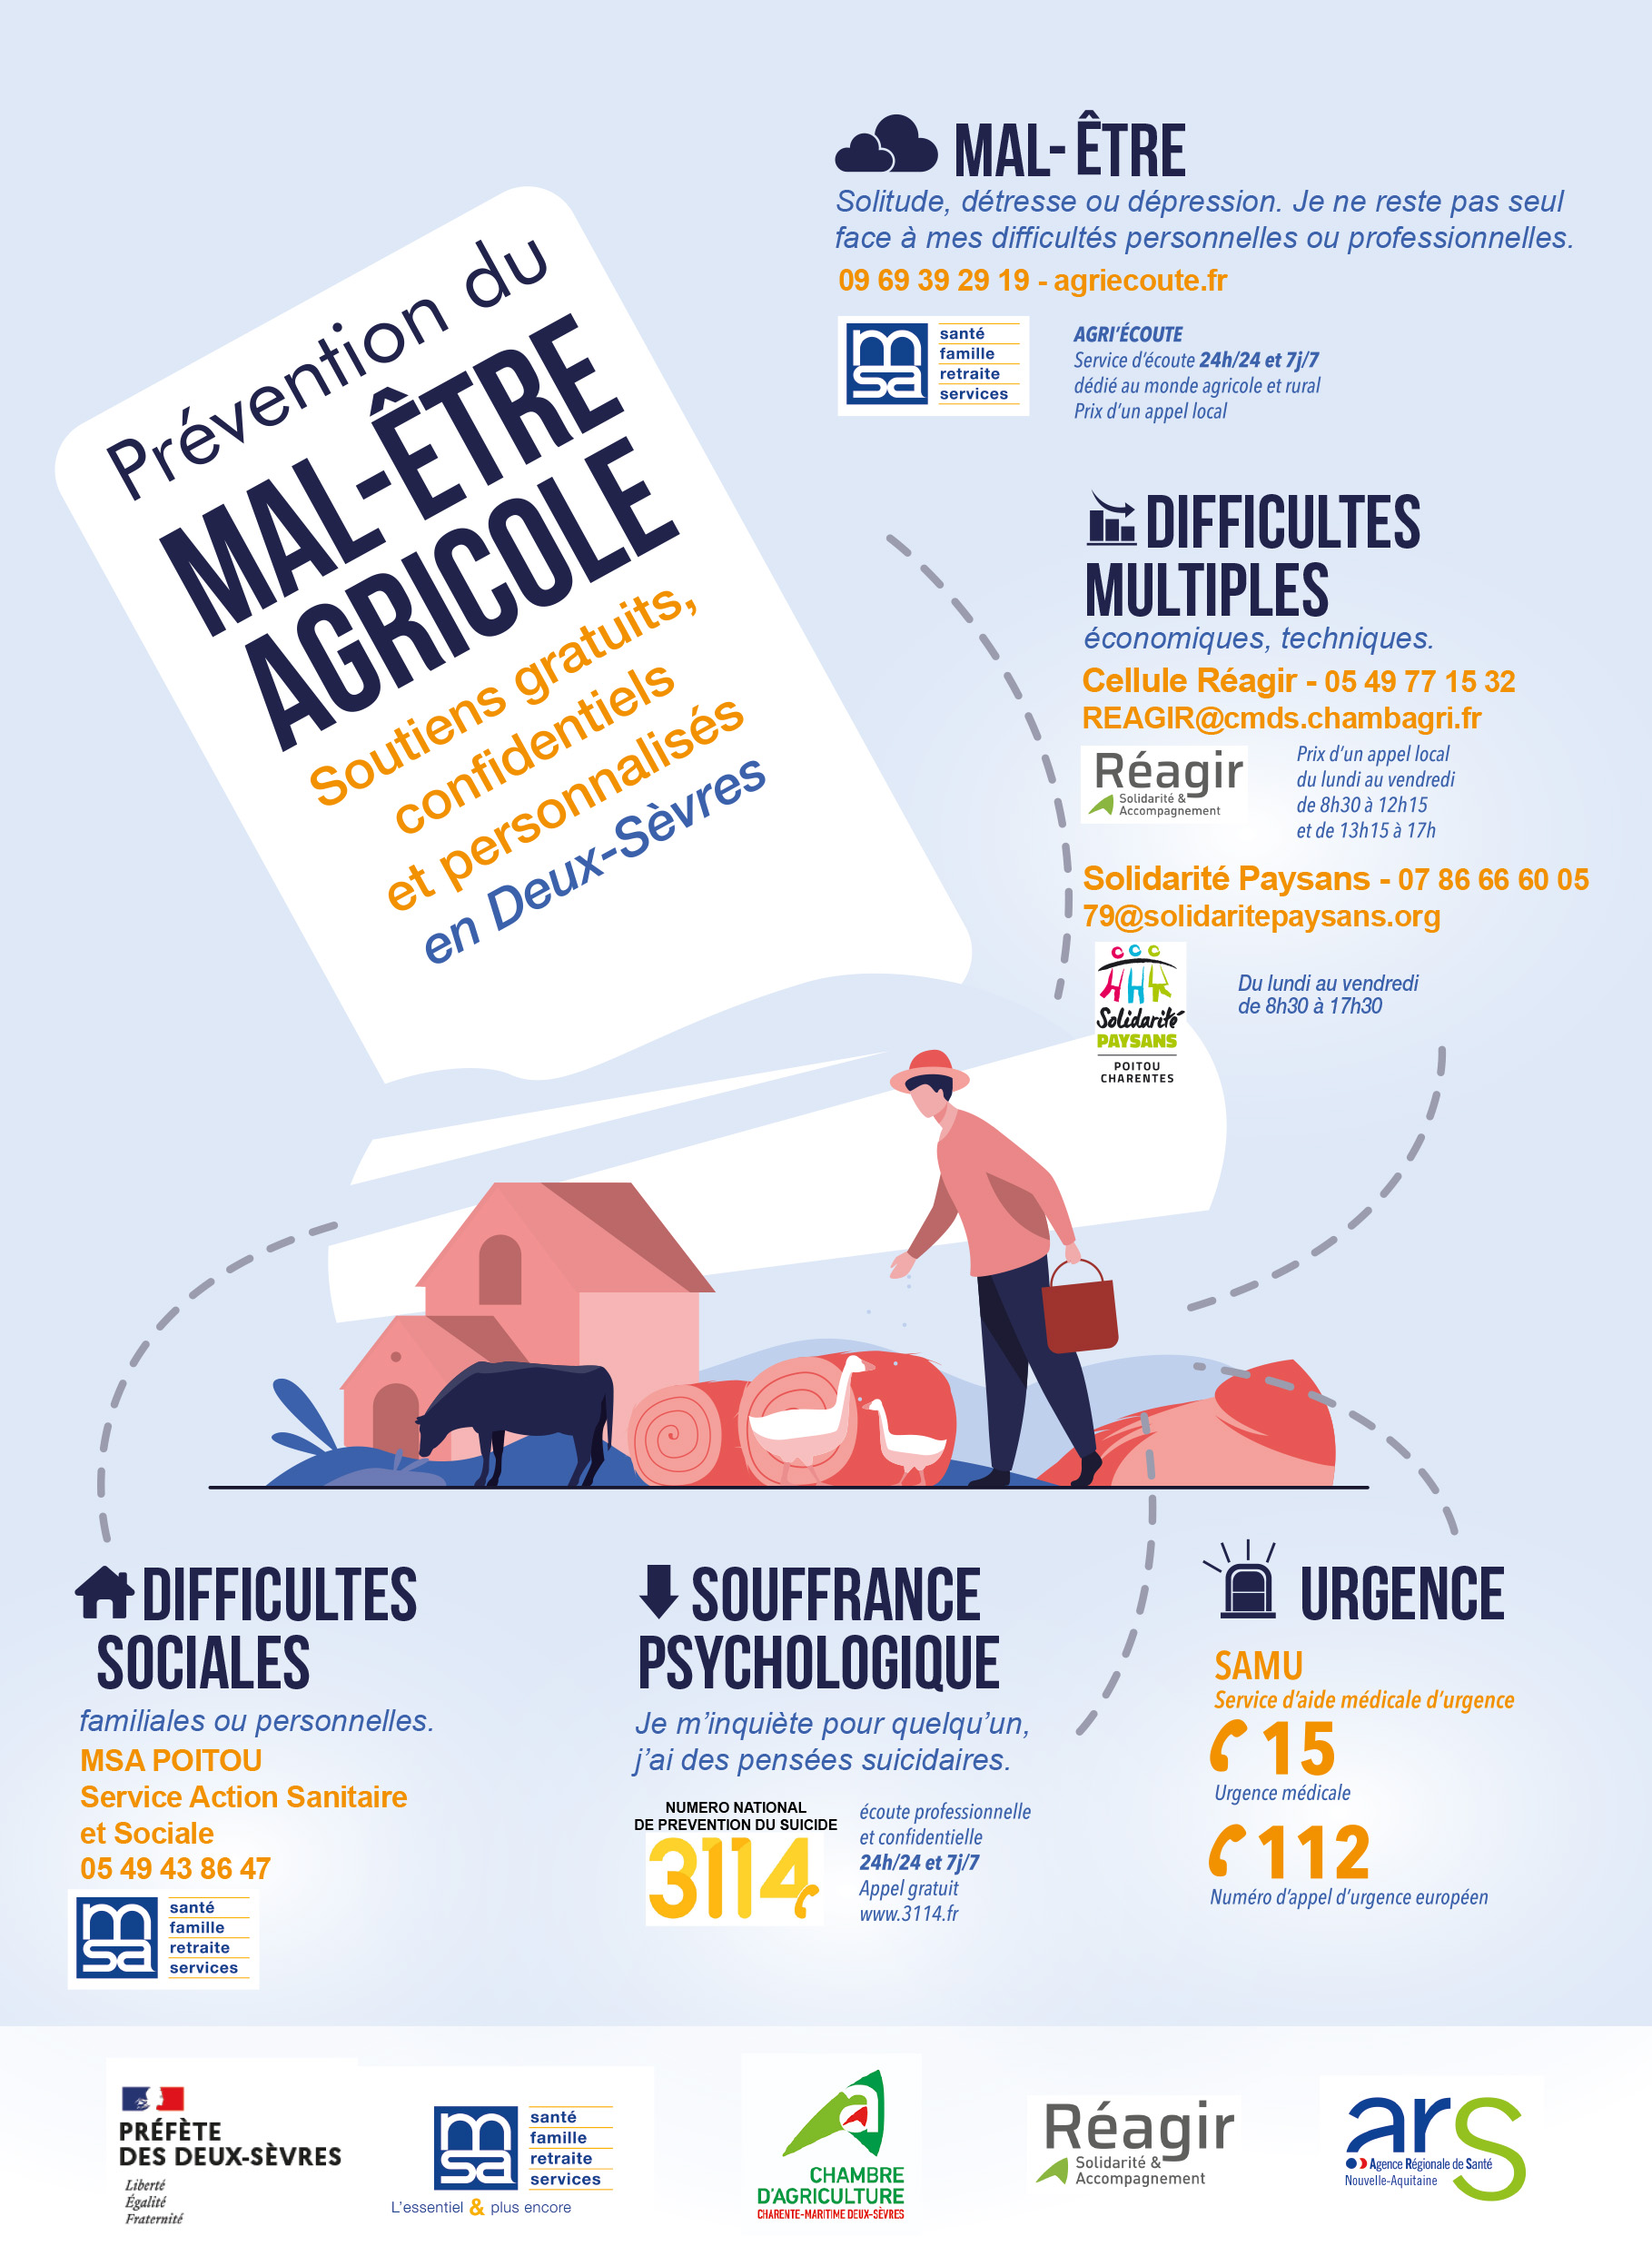 Prévention du
MAL-ÊTRE
AGRICOLE
Soutiens gratuits,
confidentiels
et personnalisés
en Deux-Sèvres
MAL-ÊTRE
Solitude, détresse ou dépression. Je ne reste pas seul
face à mes difficultés personnelles ou professionnelles.
09 69 39 29 19 - agriecoute.fr
msa
santé
famille
retraite
services
AGRI'ÉCOUTE
Service d'écoute 24h/24 et 7j/7
dédié au monde agricole et rural
Prix d'un appel local
DIFFICULTES
MULTIPLES
économiques, techniques.
Cellule Réagir - 05 49 77 15 32
REAGIR@cmds.chambagri.fr
Réagir
Solidarité &
Accompagnement
Prix d'un appel local
du lundi au vendredi
de 8h30 à 12h15
et de 13h15 à 17h
Solidarité Paysans - 07 86 66 60 05
79@solidaritepaysans.org
Solidarité
PAYSANS
POITOU
CHARENTES
Du lundi au vendredi
de 8h30 à 17h30
DIFFICULTES
SOCIALES
familiales ou personnelles.
MSA POITOU
Service Action Sanitaire
et Sociale
05 49 43 86 47
msa
santé
famille
retraite
services
SOUFFRANCE
PSYCHOLOGIQUE
Je m'inquiète pour quelqu'un,
j'ai des pensées suicidaires.
NUMERO NATIONAL
DE PREVENTION DU SUICIDE
3114
écoute professionnelle
et confidentielle
24h/24 et 7j/7
Appel gratuit
www.3114.fr
URGENCE
SAMU
Service d'aide médicale d'urgence
15
Urgence médicale
112
Numéro d'appel d'urgence européen
PRÉFÈTE
DES DEUX-SÈVRES
Liberté
Égalité
Fraternité
msa
santé
famille
retraite
services
L'essentiel & plus encore
CHAMBRE
D'AGRICULTURE
CHARENTE-MARITIME DEUX-SÈVRES
Réagir
Solidarité &
Accompagnement
ars
Agence Régionale de Santé
Nouvelle-Aquitaine